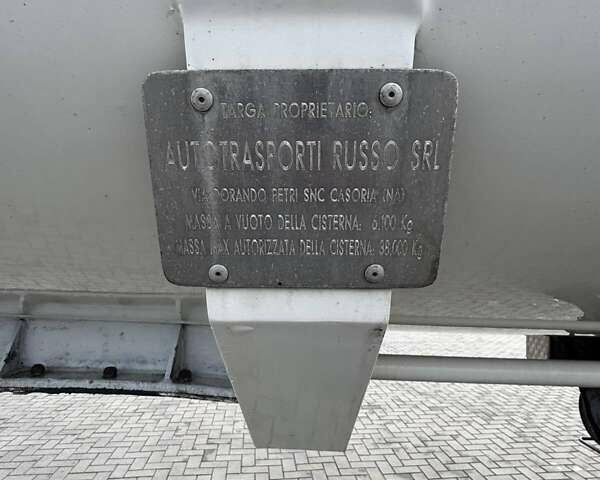 TARGA PROPRIETARIO:
AUTOTRASPORTI RUSSO SRL
VIA DORANDO PETRI SNC CASORIA (NA)
MASSA A VUOTO DELLA CISTERNA: 6.100 Kg
MASSA MAX AUTORIZZATA DELLA CISTERNA: 38.000 Kg